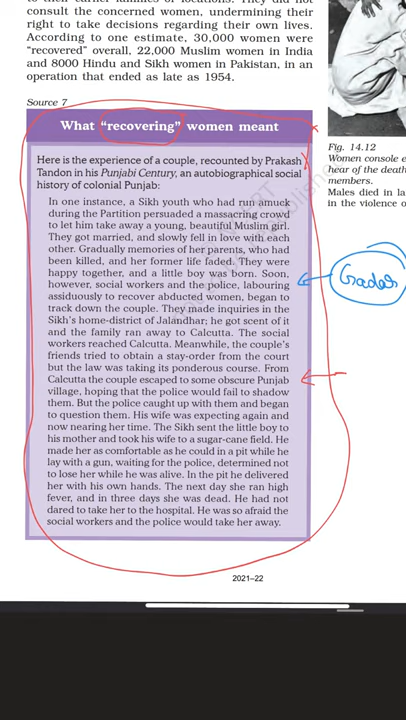 to their earlier families or locations. They did not
consult the concerned women, undermining their
right to take decisions regarding their own lives.
According to one estimate, 30,000 women were
"recovered" overall, 22,000 Muslim women in India
and 8000 Hindu and Sikh women in Pakistan, in
an operation that ended as late as 1954.
Source 7
What "recovering" women meant
Here is the experience of a couple, recounted by Prakash
Tandon in his Punjabi Century, an autobiographical social
history of colonial Punjab:
In one instance, a Sikh youth who had run amuck
during the Partition persuaded a massacring crowd
to let him take away a young, beautiful Muslim girl.
They got married, and slowly fell in love with each
other. Gradually memories of her parents, who had
been killed, and her former life faded. They were
happy together, and a little boy was born. Soon,
however, social workers and the police, labouring
assiduously to recover abducted women, began to
track down the couple. They made inquiries in the
Sikh's home-district of Jalandhar; he got scent of it
and the family ran away to Calcutta. The social
workers reached Calcutta. Meanwhile, the couple's
friends tried to obtain a stay-order from the court
but the law was taking its ponderous course. From
Calcutta the couple escaped to some obscure Punjab
village, hoping that the police would fail to shadow
them. But the police caught up with them and began
to question them. His wife was expecting again and
now nearing her time. The Sikh sent the little boy to
his mother and took his wife to a sugar-cane field. He
made her as comfortable as he could in a pit while he
lay with a gun, waiting for the police, determined not
to lose her while he was alive. In the pit he delivered
her with his own hands. The next day she ran high
fever, and in three days she was dead. He had not
dared to take her to the hospital. He was so afraid the
social workers and the police would take her away.
Fig. 14.12
Women console e
hear of the death
members.
Males died in la
in the violence o
2021–22